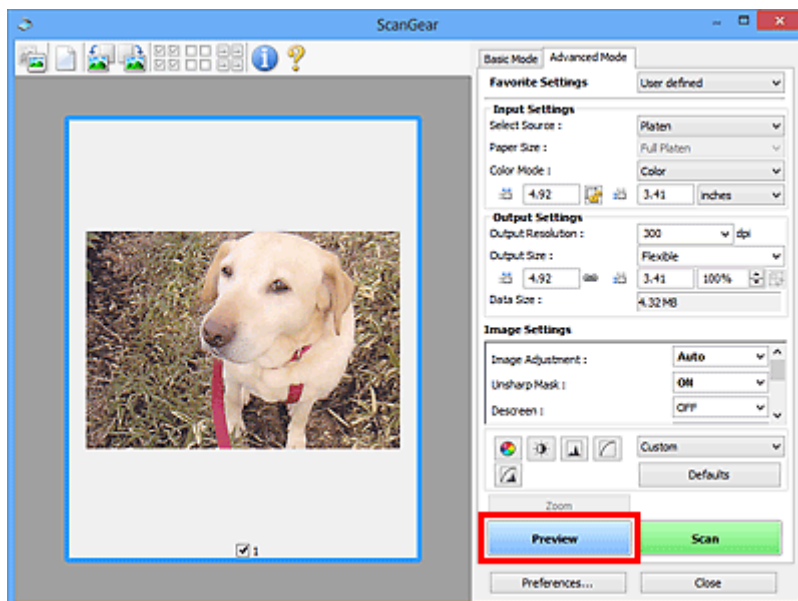 ScanGear
Basic Mode Advanced Mode
Favorite Settings User defined
Input Settings
Select Source : Platen
Paper Size : Full Platen
Color Mode : Color
4.92 3.41 inches
Output Settings
Output Resolution : 300 dpi
Output Size : Flexible
4.92 3.41 100%
Data Size : 4.32 MB
Image Settings
Image Adjustment : Auto
Unsharp Mask : ON
Descreen : OFF
Custom
Defaults
Zoom
Preview Scan
Preferences... Close
1